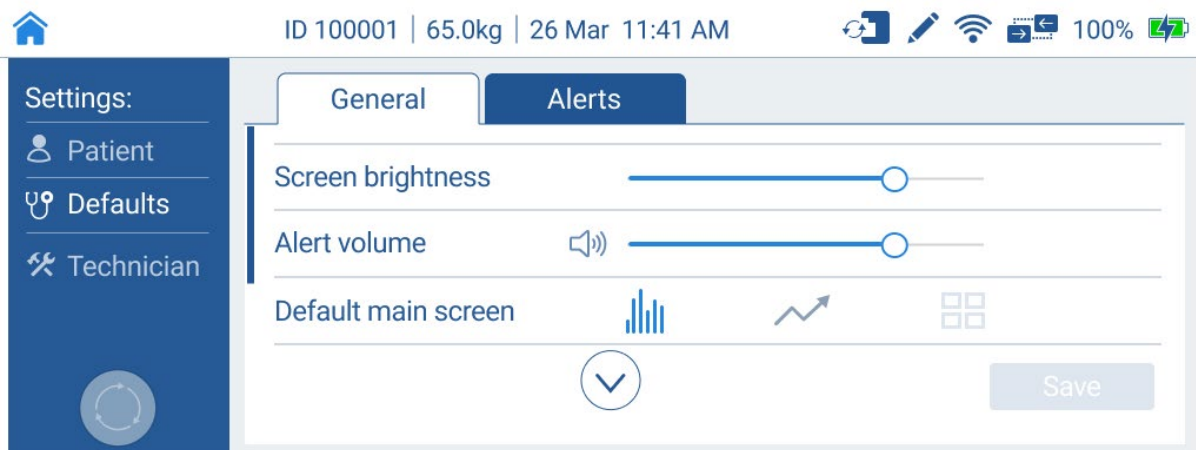 ID 100001 | 65.0kg | 26 Mar 11:41 AM 100%
Settings:
Patient
Defaults
Technician
General Alerts
Screen brightness
Alert volume
Default main screen
Save